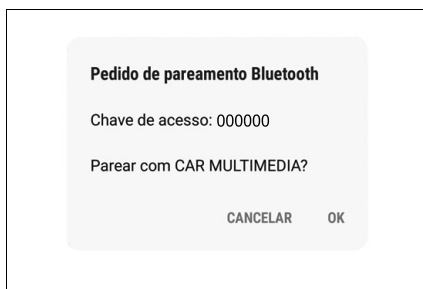 Pedido de pareamento Bluetooth
Chave de acesso: 000000
Parear com CAR MULTIMEDIA?
CANCELAR OK